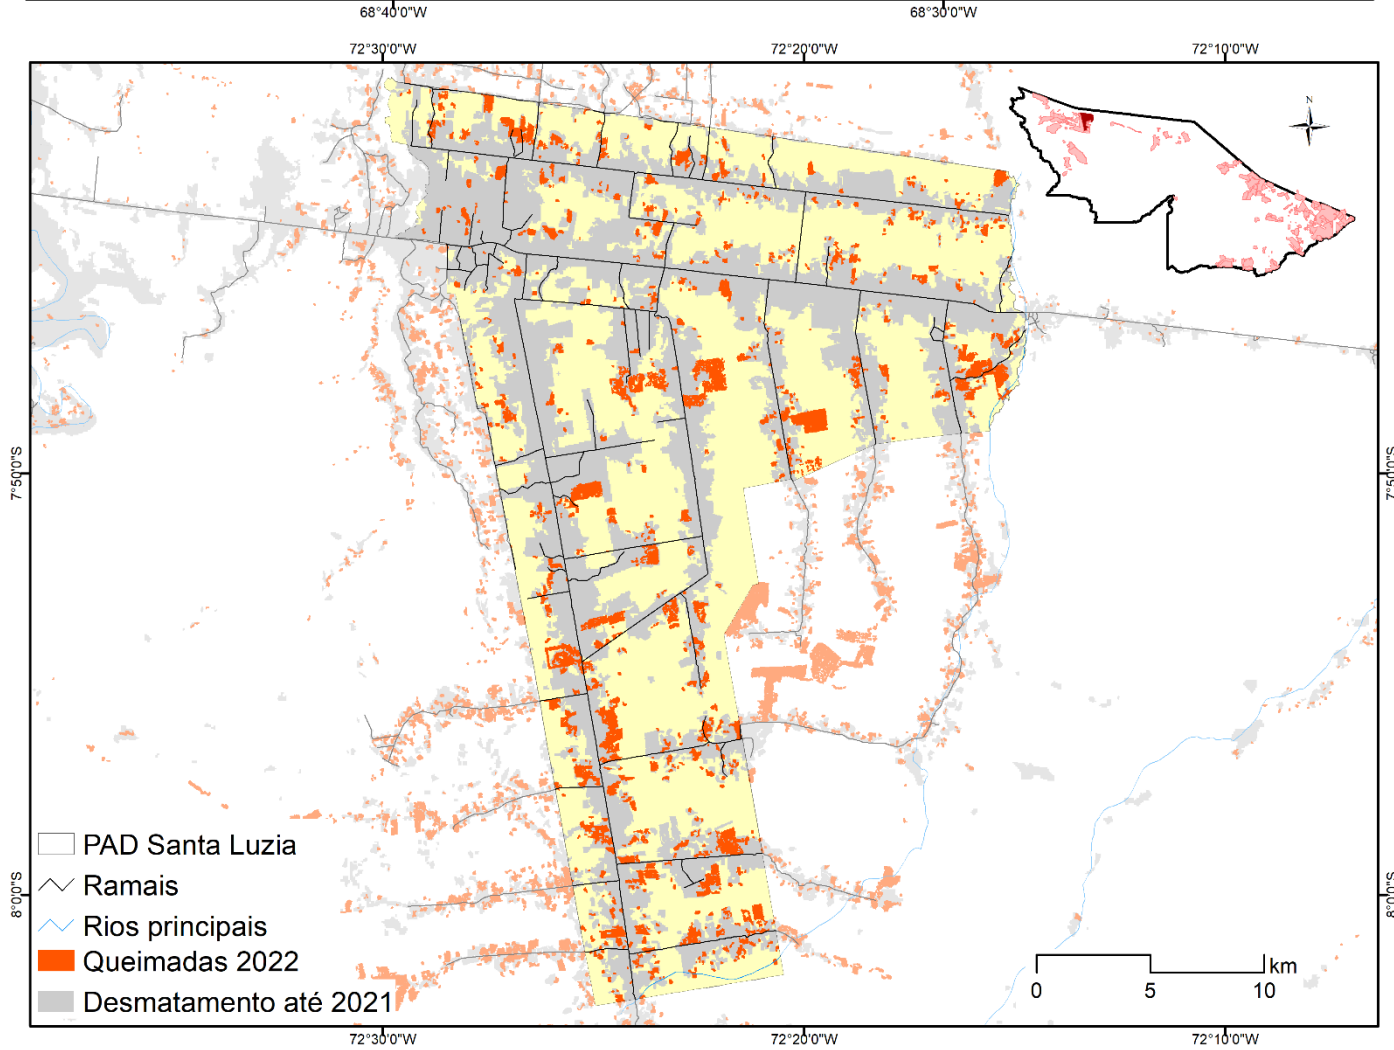 68°40'0"W 68°30'0"W
72°30'0"W 72°20'0"W 72°10'0"W
N
7°50'0"S 7°50'0"S
PAD Santa Luzia
Ramais
Rios principais
Queimadas 2022
Desmatamento até 2021
8°0'0"S 8°0'0"S
km
0 5 10
72°30'0"W 72°20'0"W 72°10'0"W